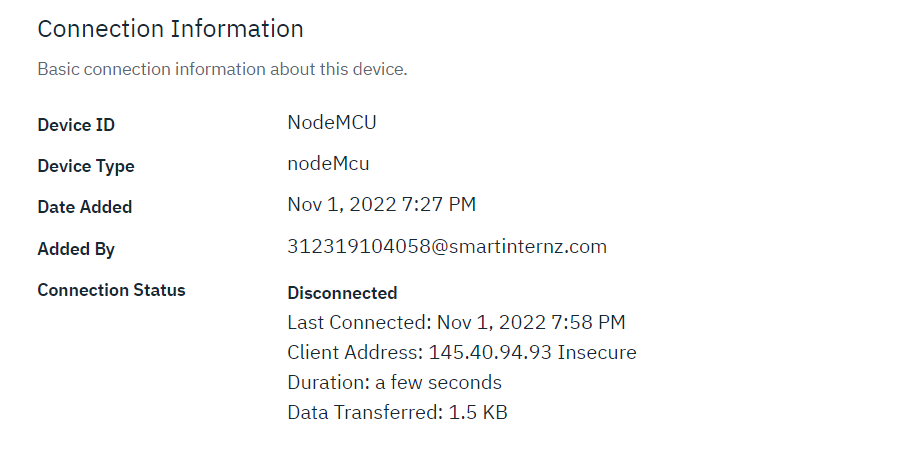 Connection Information
Basic connection information about this device.
Device ID NodeMCU
Device Type nodeMcu
Date Added Nov 1, 2022 7:27 PM
Added By 312319104058@smartinternz.com
Connection Status Disconnected
Last Connected: Nov 1, 2022 7:58 PM
Client Address: 145.40.94.93 Insecure
Duration: a few seconds
Data Transferred: 1.5 KB